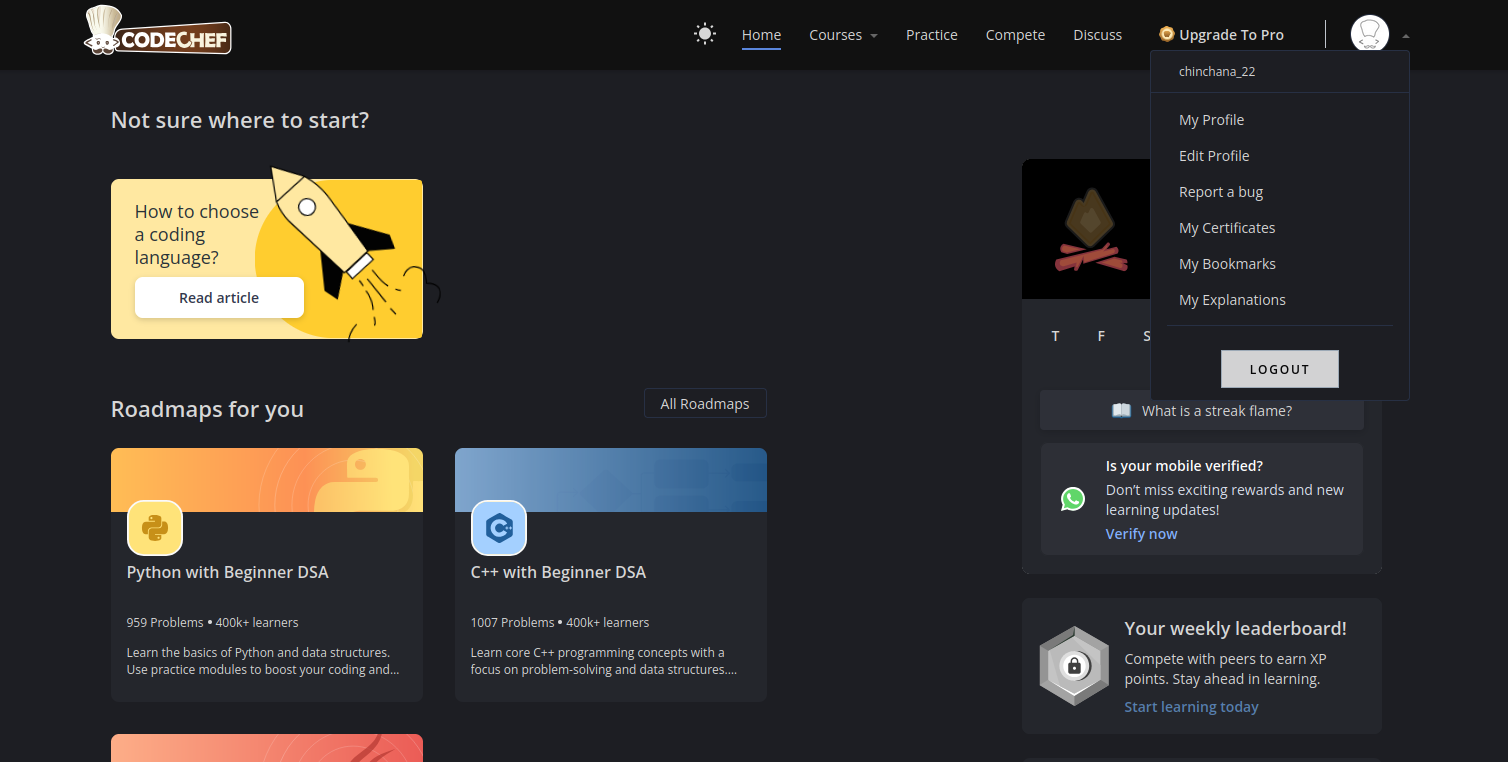 CODECHEF
Home
Courses
Practice
Compete
Discuss
Upgrade To Pro
chinchana_22
My Profile
Edit Profile
Report a bug
My Certificates
My Bookmarks
My Explanations
LOGOUT
Not sure where to start?
How to choose
a coding
language?
Read article
Roadmaps for you
All Roadmaps
Python with Beginner DSA
959 Problems • 400k+ learners
Learn the basics of Python and data structures.
Use practice modules to boost your coding and...
C++ with Beginner DSA
1007 Problems • 400k+ learners
Learn core C++ programming concepts with a
focus on problem-solving and data structures....
T F S
What is a streak flame?
Is your mobile verified?
Don't miss exciting rewards and new
learning updates!
Verify now
Your weekly leaderboard!
Compete with peers to earn XP
points. Stay ahead in learning.
Start learning today